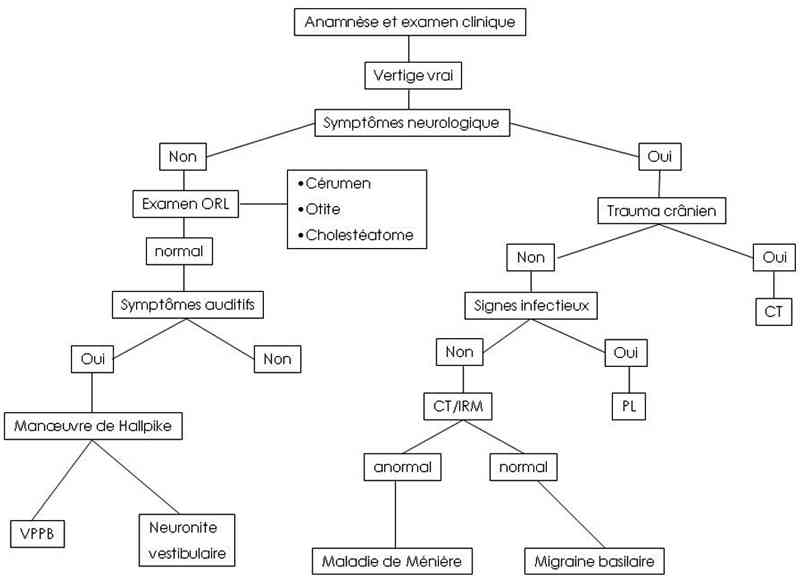 Anamnèse et examen clinique
Vertige vrai
Symptômes neurologique
Non
Oui
Examen ORL
•Cérumen
•Otite
•Cholestéatome
Trauma crânien
normal
Non
Oui
Symptômes auditifs
Signes infectieux
CT
Oui
Non
Non
Oui
Manœuvre de Hallpike
CT/IRM
PL
anormal
normal
VPPB
Neuronite
vestibulaire
Maladie de Ménière
Migraine basilaire